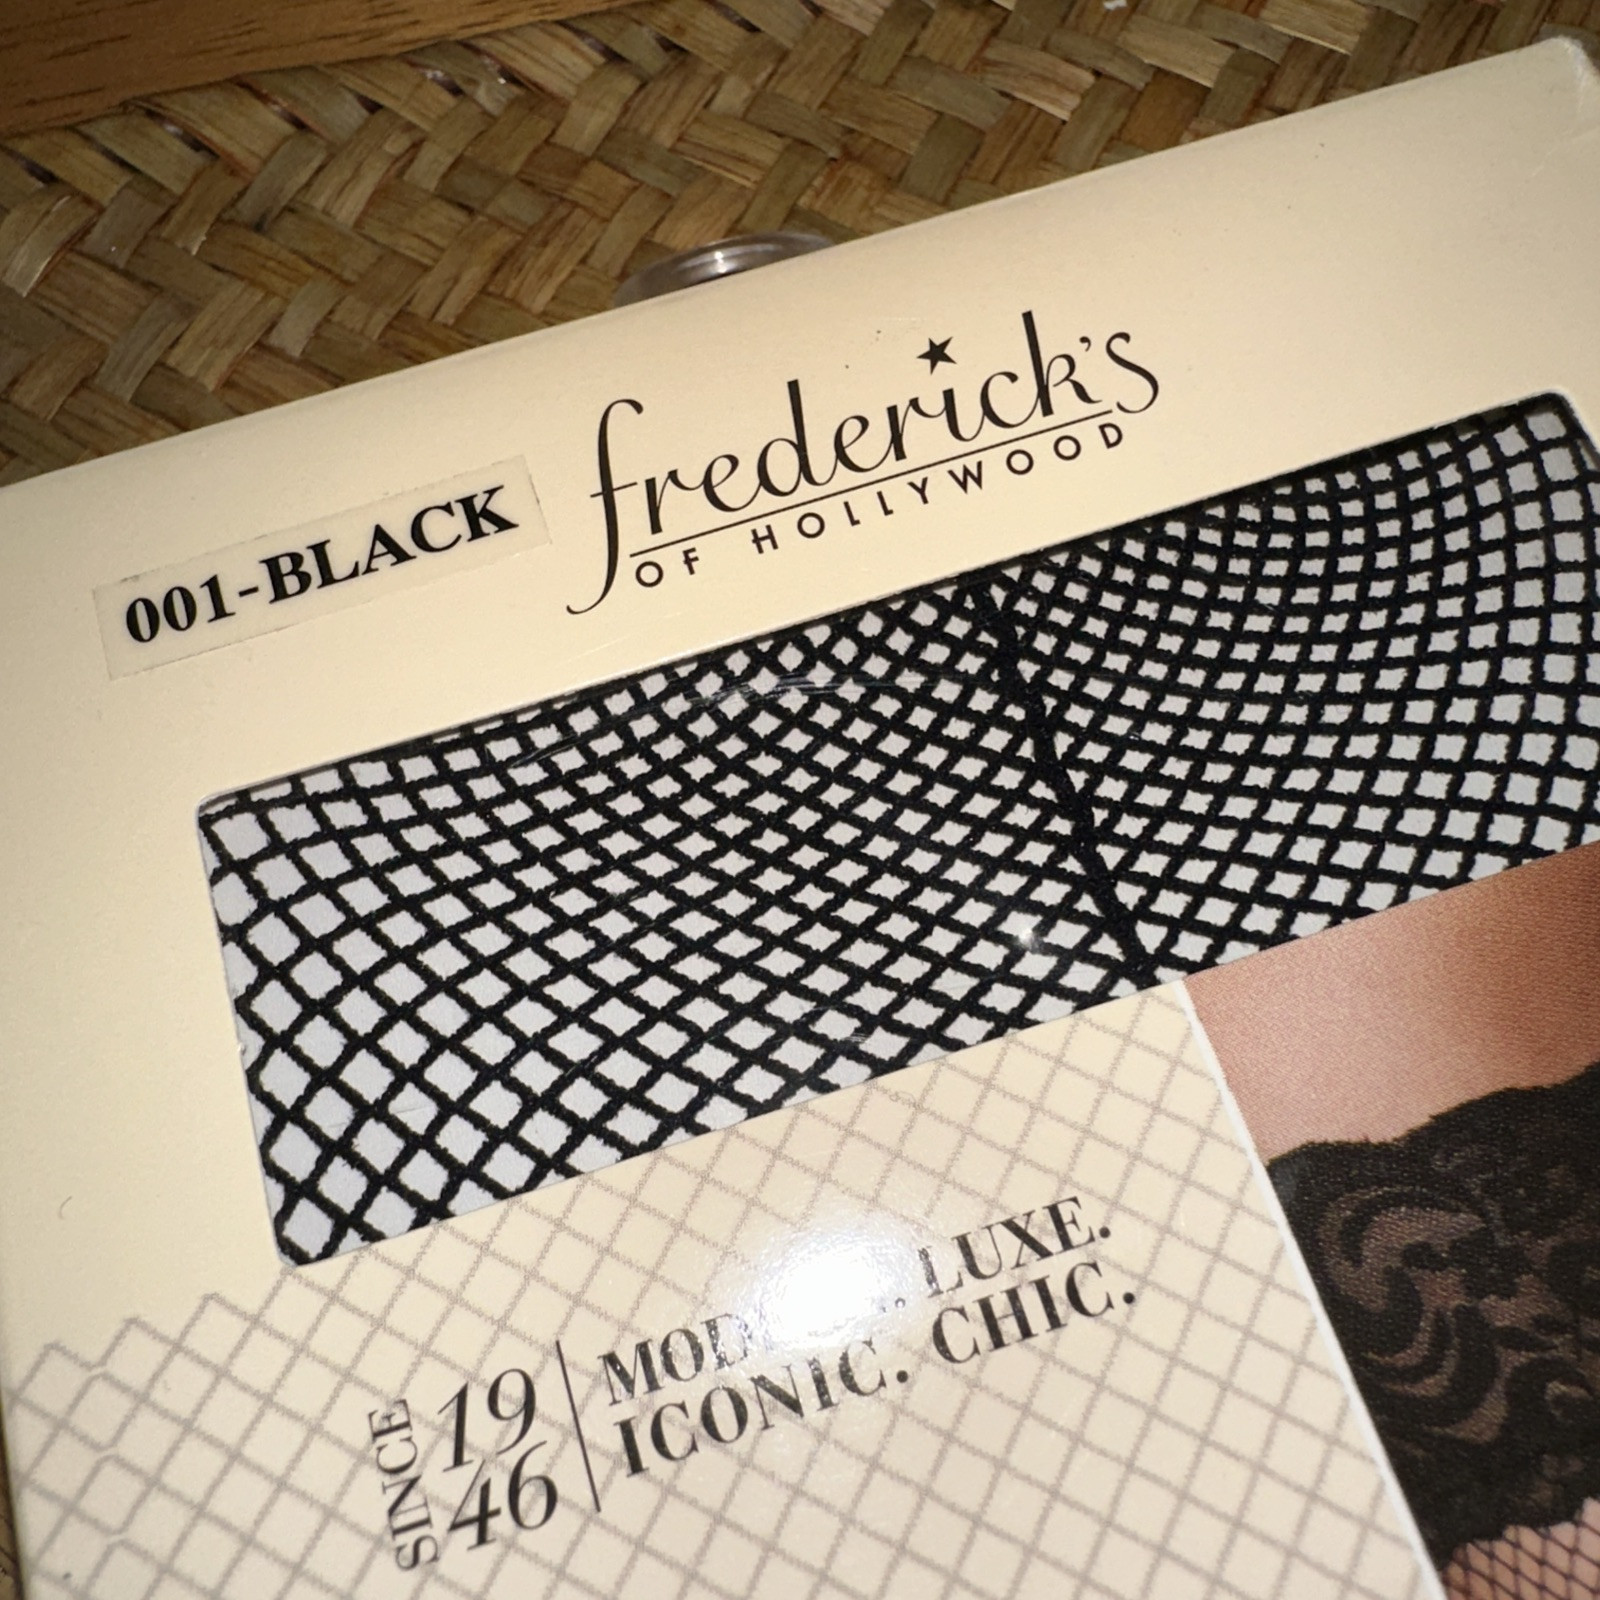 frederick's
OF HOLLYWOOD
001-BLACK
LUXE.
ICONIC. CHIC.
SINCE
19
46